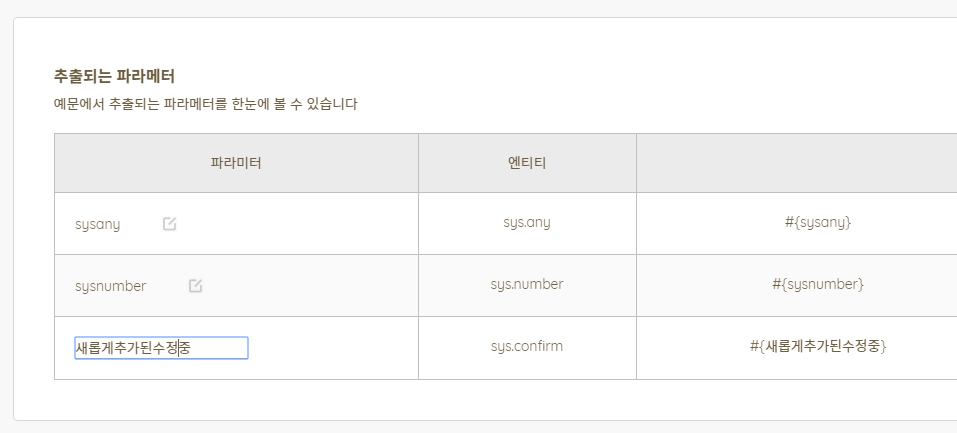 추출되는 파라메터
예문에서 추출되는 파라메터를 한눈에 볼 수 있습니다
파라미터 엔티티
sysany sys.any #{sysany}
sysnumber sys.number #{sysnumber}
새롭게추가된수정중 sys.confirm #{새롭게추가된수정중}